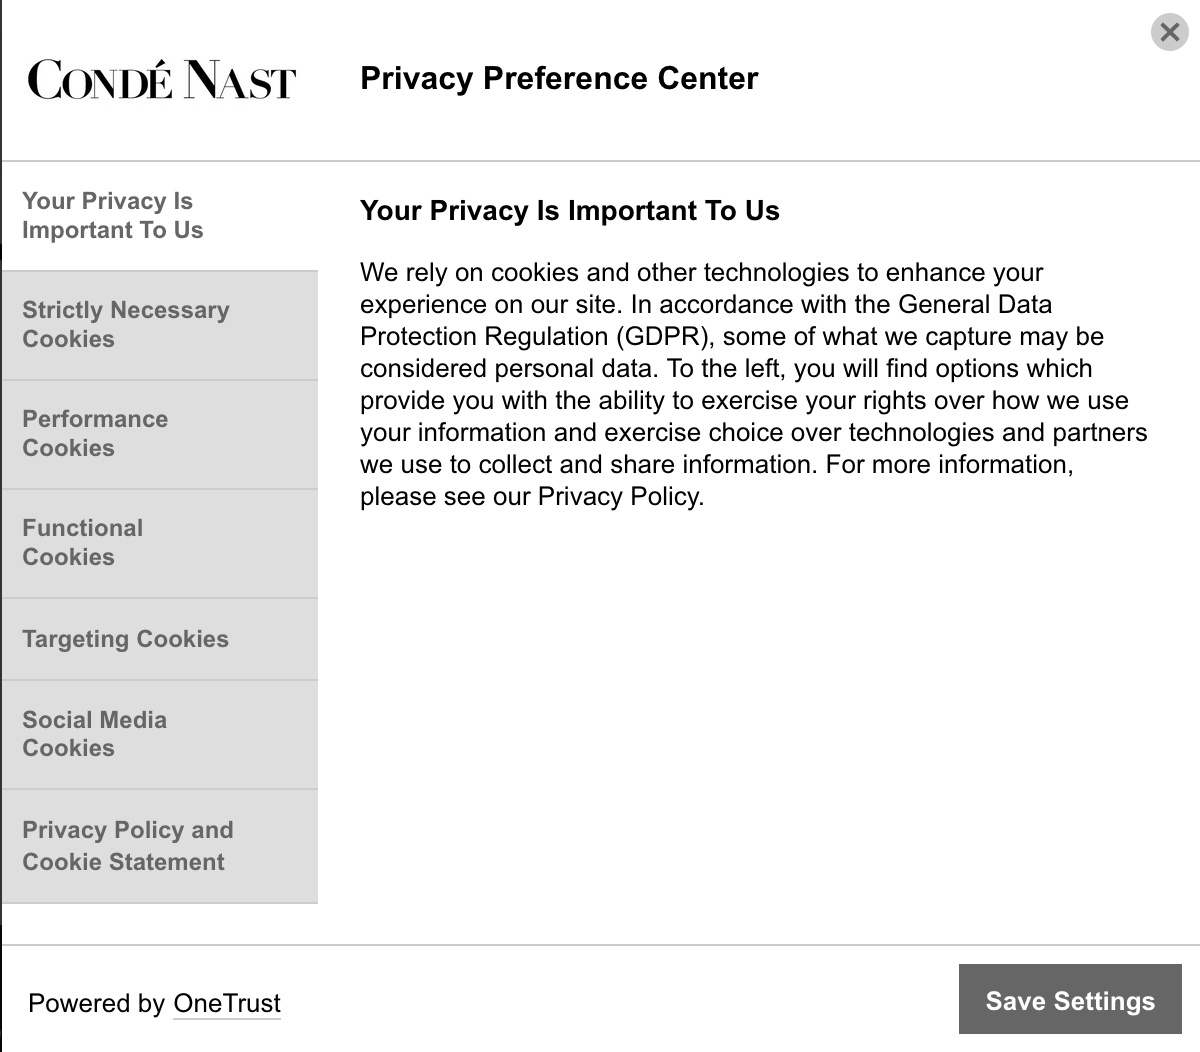 CONDÉ NAST
Privacy Preference Center
Your Privacy Is
Important To Us
Strictly Necessary
Cookies
Performance
Cookies
Functional
Cookies
Targeting Cookies
Social Media
Cookies
Privacy Policy and
Cookie Statement
Your Privacy Is Important To Us
We rely on cookies and other technologies to enhance your
experience on our site. In accordance with the General Data
Protection Regulation (GDPR), some of what we capture may be
considered personal data. To the left, you will find options which
provide you with the ability to exercise your rights over how we use
your information and exercise choice over technologies and partners
we use to collect and share information. For more information,
please see our Privacy Policy.
Powered by OneTrust
Save Settings